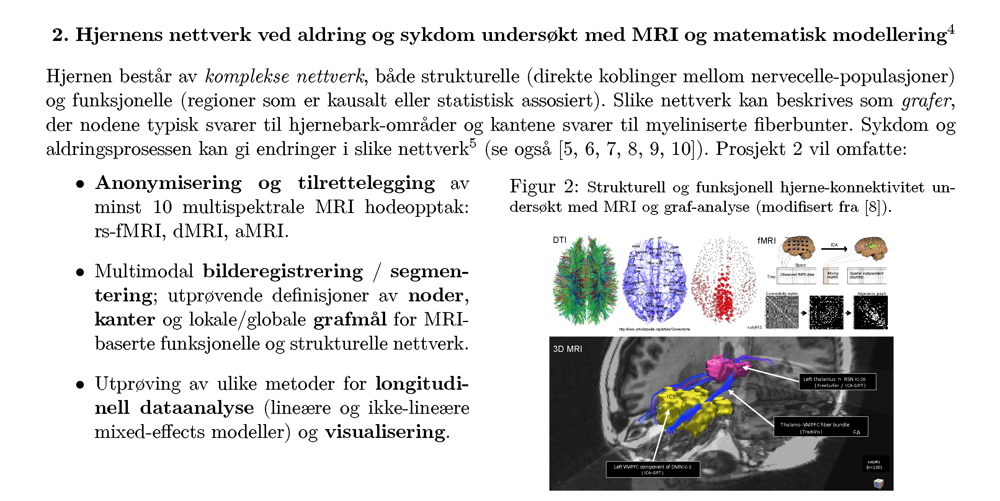 2. Hjernens nettverk ved aldring og sykdom undersøkt med MRI og matematisk modellering4
Hjernen består av komplekse nettverk, både strukturelle (direkte koblinger mellom nervecelle-populasjoner)
og funksjonelle (regioner som er kausalt eller statistisk assosiert). Slike nettverk kan beskrives som grafer,
der nodene typisk svarer til hjernebark-områder og kantene svarer til myeliniserte fiberbunter. Sykdom og
aldringsprosessen kan gi endringer i slike nettverk5 (se også [5, 6, 7, 8, 9, 10]). Prosjekt 2 vil omfatte:
• Anonymisering og tilrettelegging av
minst 10 multispektrale MRI hodeopptak:
rs-fMRI, dMRI, aMRI.
• Multimodal bilderegistrering / segmen-
tering; utprøvende definisjoner av noder,
kanter og lokale/globale grafmål for MRI-
baserte funksjonelle og strukturelle nettverk.
• Utprøving av ulike metoder for longitudi-
nell dataanalyse (lineære og ikke-lineære
mixed-effects modeller) og visualisering.
Figur 2: Strukturell og funksjonell hjerne-konnektivitet un-
dersøkt med MRI og graf-analyse (modifisert fra [8]).
DTI
fMRI
ICA
Space
Time
Observed fMRI data
Mixing
matrix
Spatial independent
sources
Connectivity matrix
Adjacency graph
subj651:
http://www.scholarpedia.org/article/Connectome
3D MRI
IC26
IC3
Left thalamus ∩ RSN IC-26
( FreeSurfer / ICA-GIFT )
Thalamo-VMPFC fiber bundle
( TrackVis )
FA
Left VMPFC component of DMN IC-3
( ICA-GIFT )
subj651
(n=100)
S